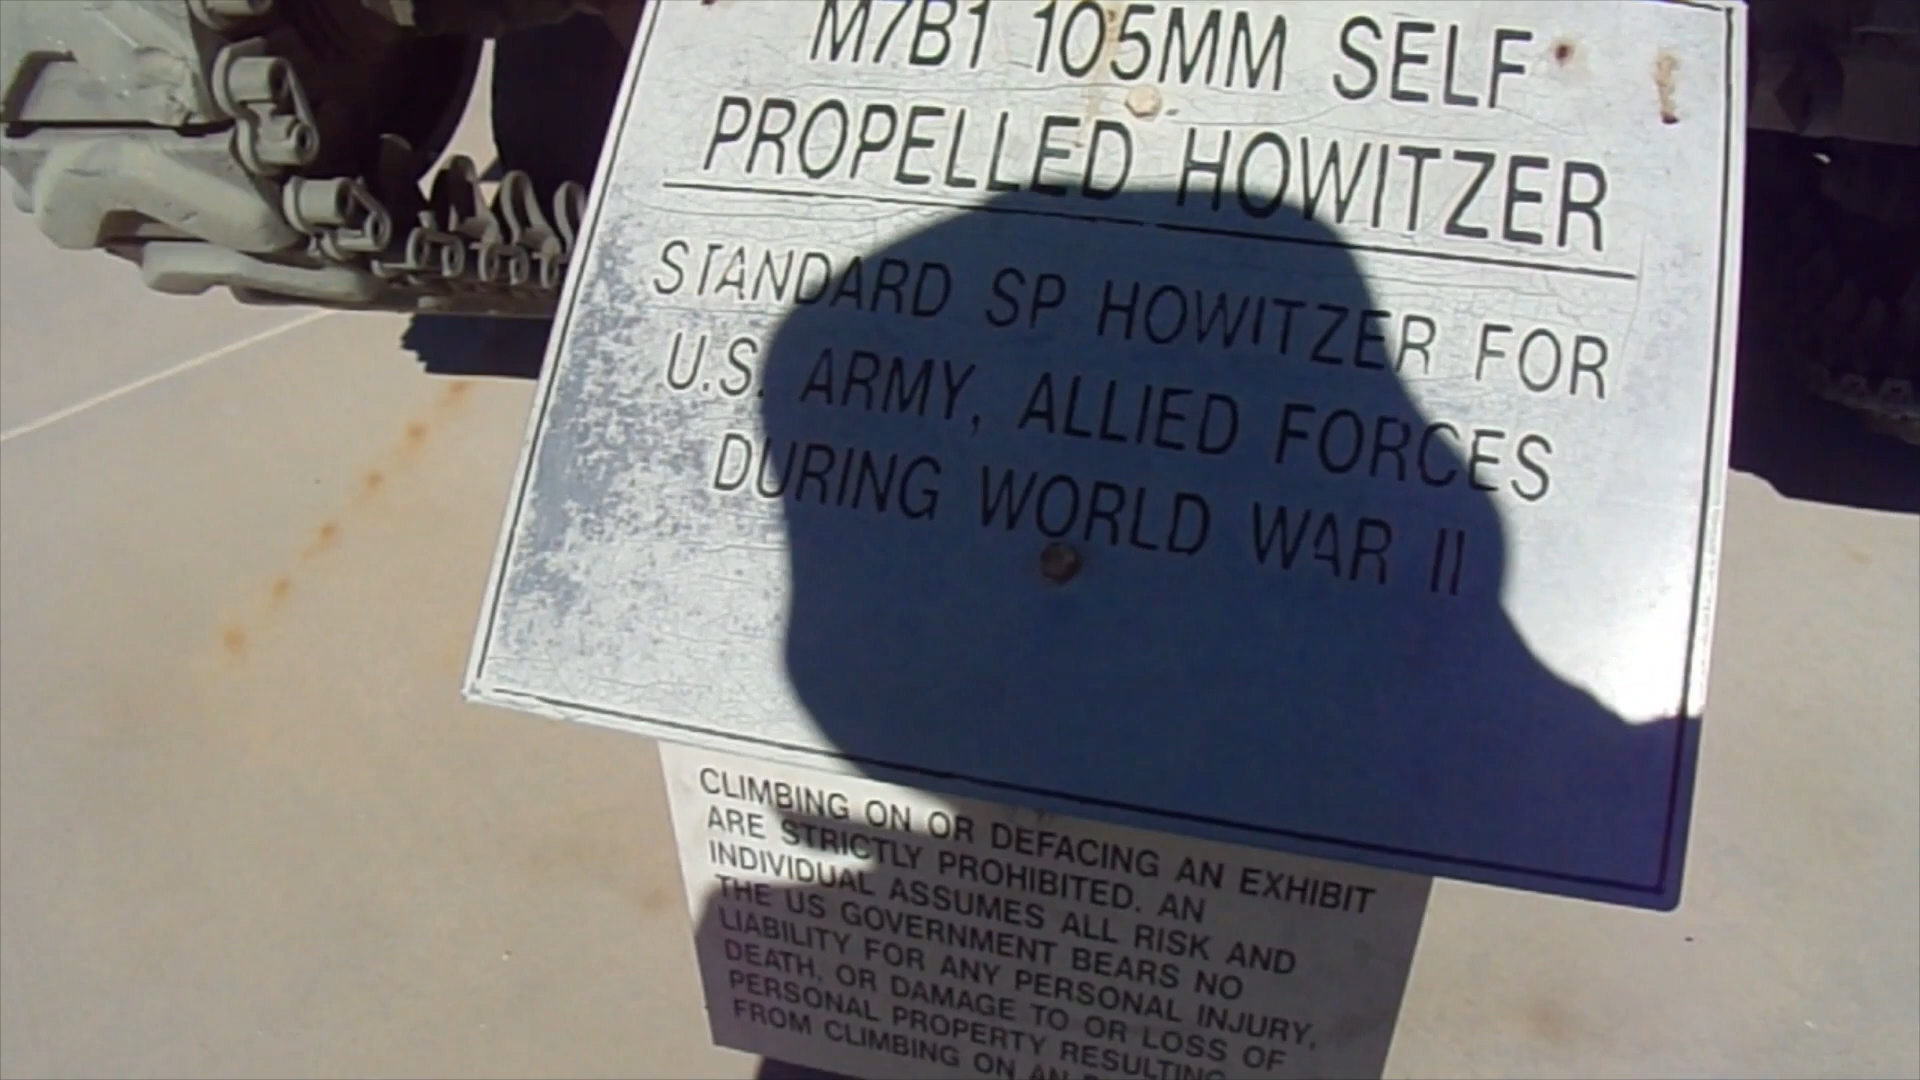 M7B1 105MM SELF
PROPELLED HOWITZER
STANDARD SP HOWITZER FOR
U.S. ARMY, ALLIED FORCES
DURING WORLD WAR II
CLIMBING ON OR DEFACING AN EXHIBIT
ARE STRICTLY PROHIBITED. AN
INDIVIDUAL ASSUMES ALL RISK AND
THE US GOVERNMENT BEARS NO
LIABILITY FOR ANY PERSONAL INJURY,
DEATH, OR DAMAGE TO OR LOSS OF
PERSONAL PROPERTY RESULTING
FROM CLIMBING ON AN